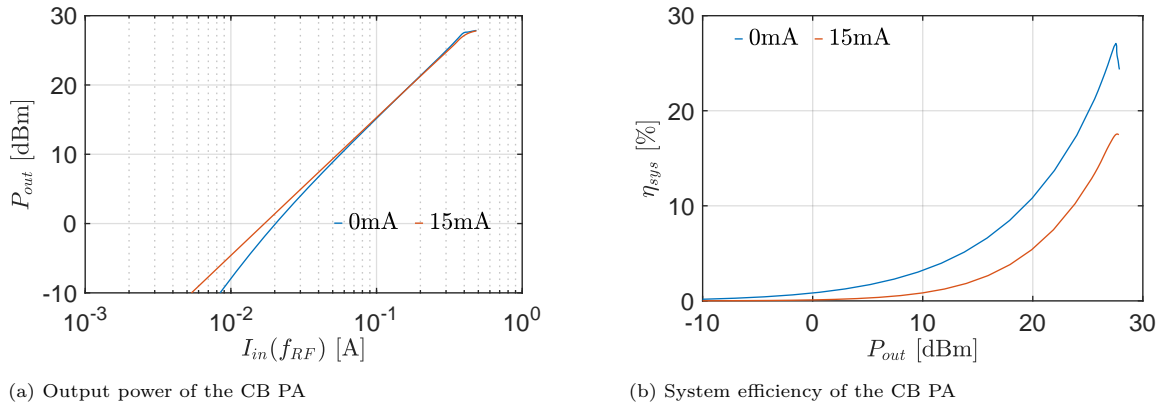 30
20
10
0
-10
P_out [dBm]
0mA 15mA
10^-3 10^-2 10^-1 10^0
I_in(f_RF) [A]
(a) Output power of the CB PA
30
20
10
0
η_sys [%]
0mA 15mA
-10 0 10 20 30
P_out [dBm]
(b) System efficiency of the CB PA